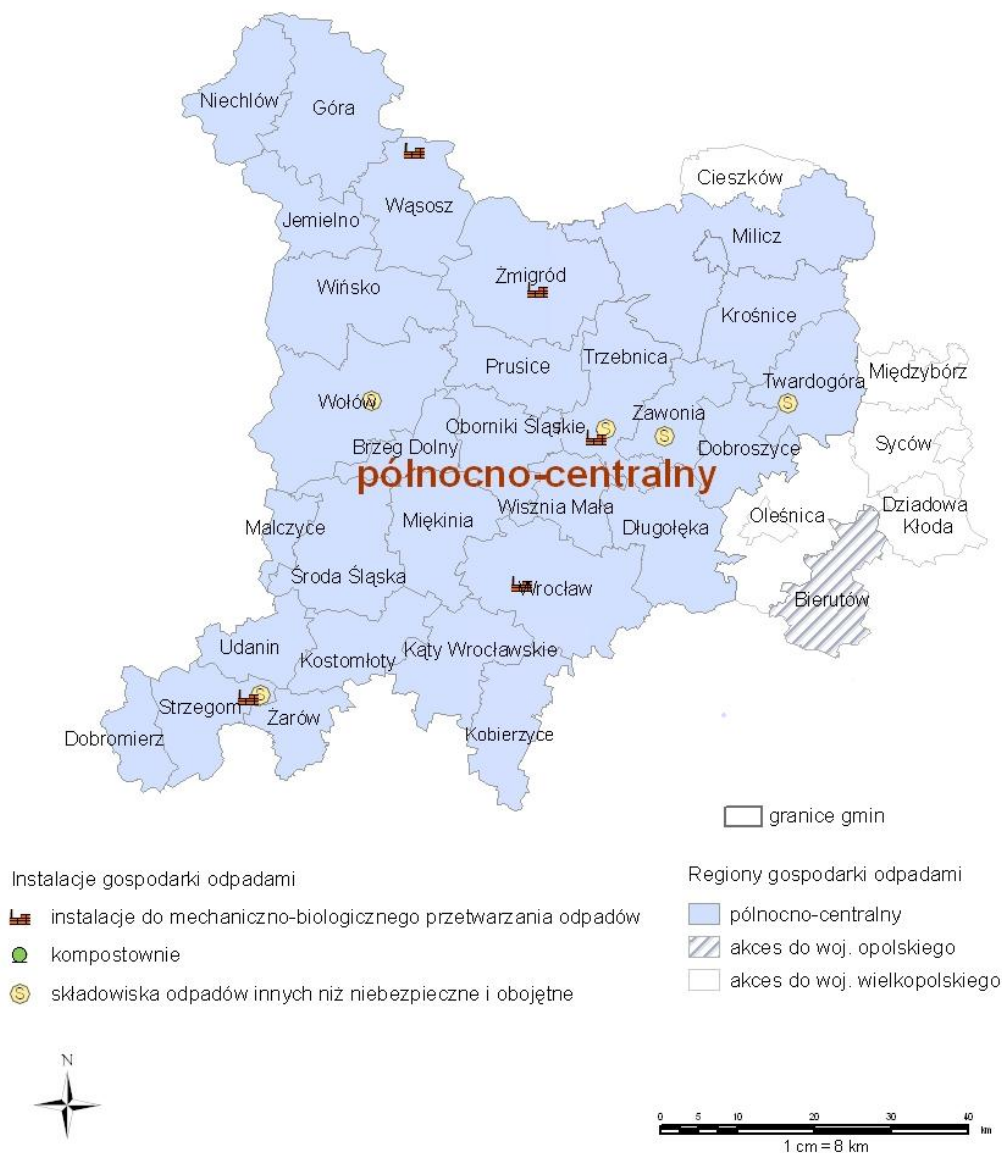 Niechlów
Góra
Cieszków
Wąsosz
Jemielno
Milicz
Żmigród
Wińsko
Krośnice
Trzebnica
Prusice
Międzybórz
Twardogóra
Wołów
S
Zawonia
S
S
Oborniki Śląskie
S
Brzeg Dolny
Dobroszyce
Syców
północno-centralny
Wisznia Mała
Dziadowa
Kłoda
Oleśnica
Malczyce
Miękinia
Długołęka
Środa Śląska
Wrocław
Bierutów
Udanin
Kostomłoty
Kąty Wrocławskie
Strzegom
S
Żarów
Dobromierz
Kobierzyce
granice gmin
Instalacje gospodarki odpadami
instalacje do mechaniczno-biologicznego przetwarzania odpadów
kompostownie
S składowiska odpadów innych niż niebezpieczne i obojętne
Regiony gospodarki odpadami
północno-centralny
akces do woj. opolskiego
akces do woj. wielkopolskiego
N
0 5 10 20 30 40
km
1 cm = 8 km